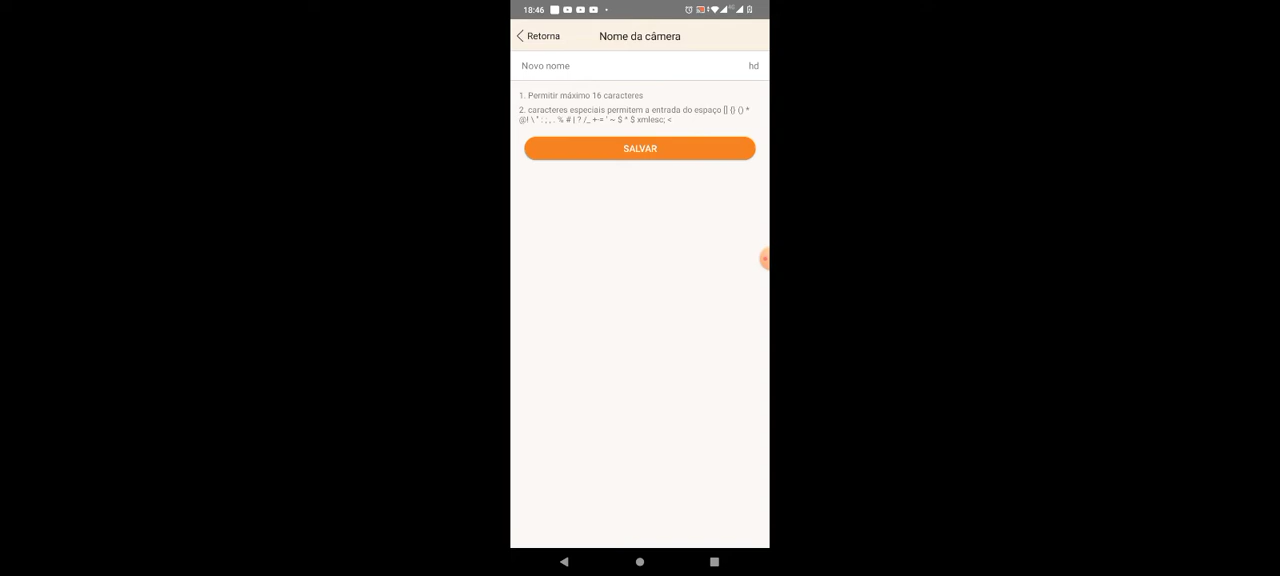 18:46
Retorna
Nome da câmera
Novo nome
hd
1. Permitir máximo 16 caracteres
2. caracteres especiais permitem a entrada do espaço [] {} () *
@! \ " : ; , . % # | ? /_ +-= ' ~ $ ^ $ xmlesc; <
SALVAR